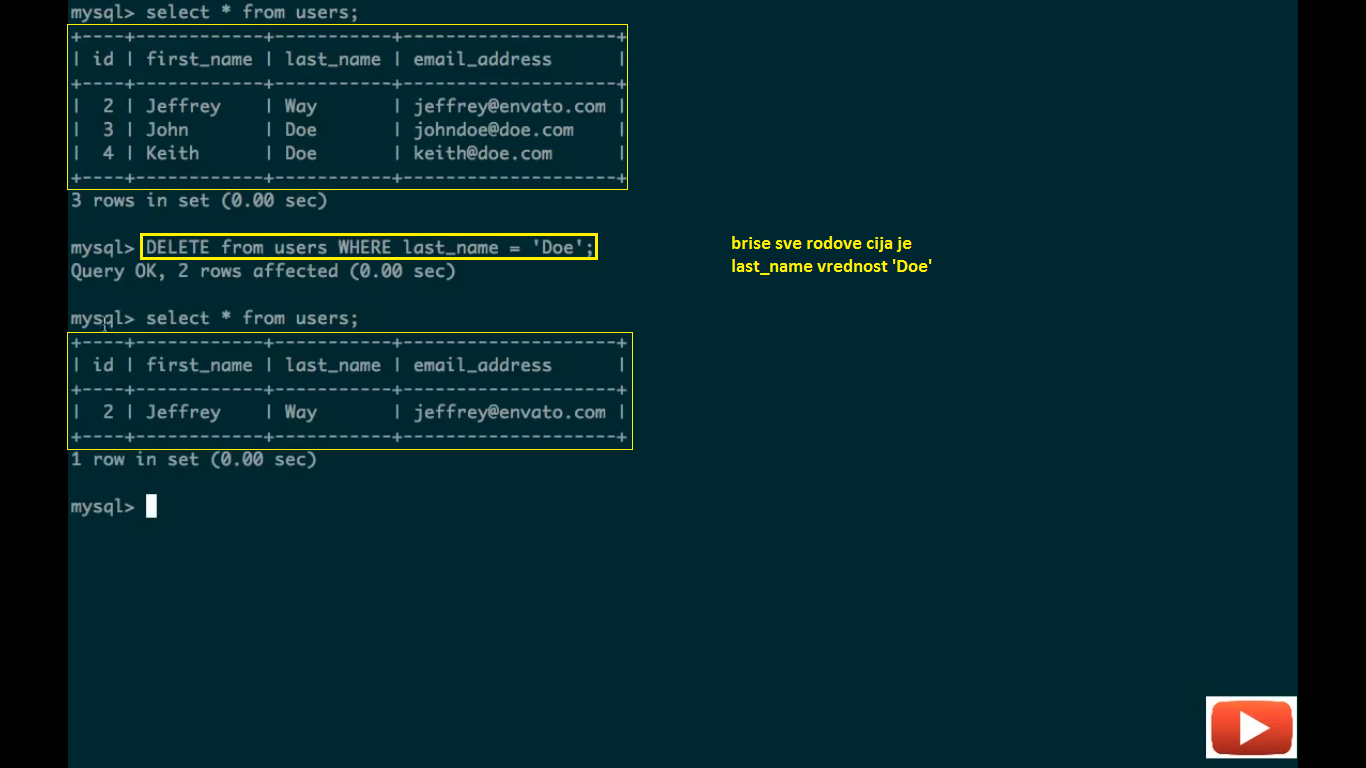 mysql> select * from users;
+----+------------+-----------+--------------------+
| id | first_name | last_name | email_address      |
+----+------------+-----------+--------------------+
|  2 | Jeffrey    | Way       | jeffrey@envato.com |
|  3 | John       | Doe       | johndoe@doe.com    |
|  4 | Keith      | Doe       | keith@doe.com      |
+----+------------+-----------+--------------------+
3 rows in set (0.00 sec)
mysql> DELETE from users WHERE last_name = 'Doe';
Query OK, 2 rows affected (0.00 sec)
brise sve rodove cija je
last_name vrednost 'Doe'
mysql> select * from users;
+----+------------+-----------+--------------------+
| id | first_name | last_name | email_address      |
+----+------------+-----------+--------------------+
|  2 | Jeffrey    | Way       | jeffrey@envato.com |
+----+------------+-----------+--------------------+
1 row in set (0.00 sec)
mysql>